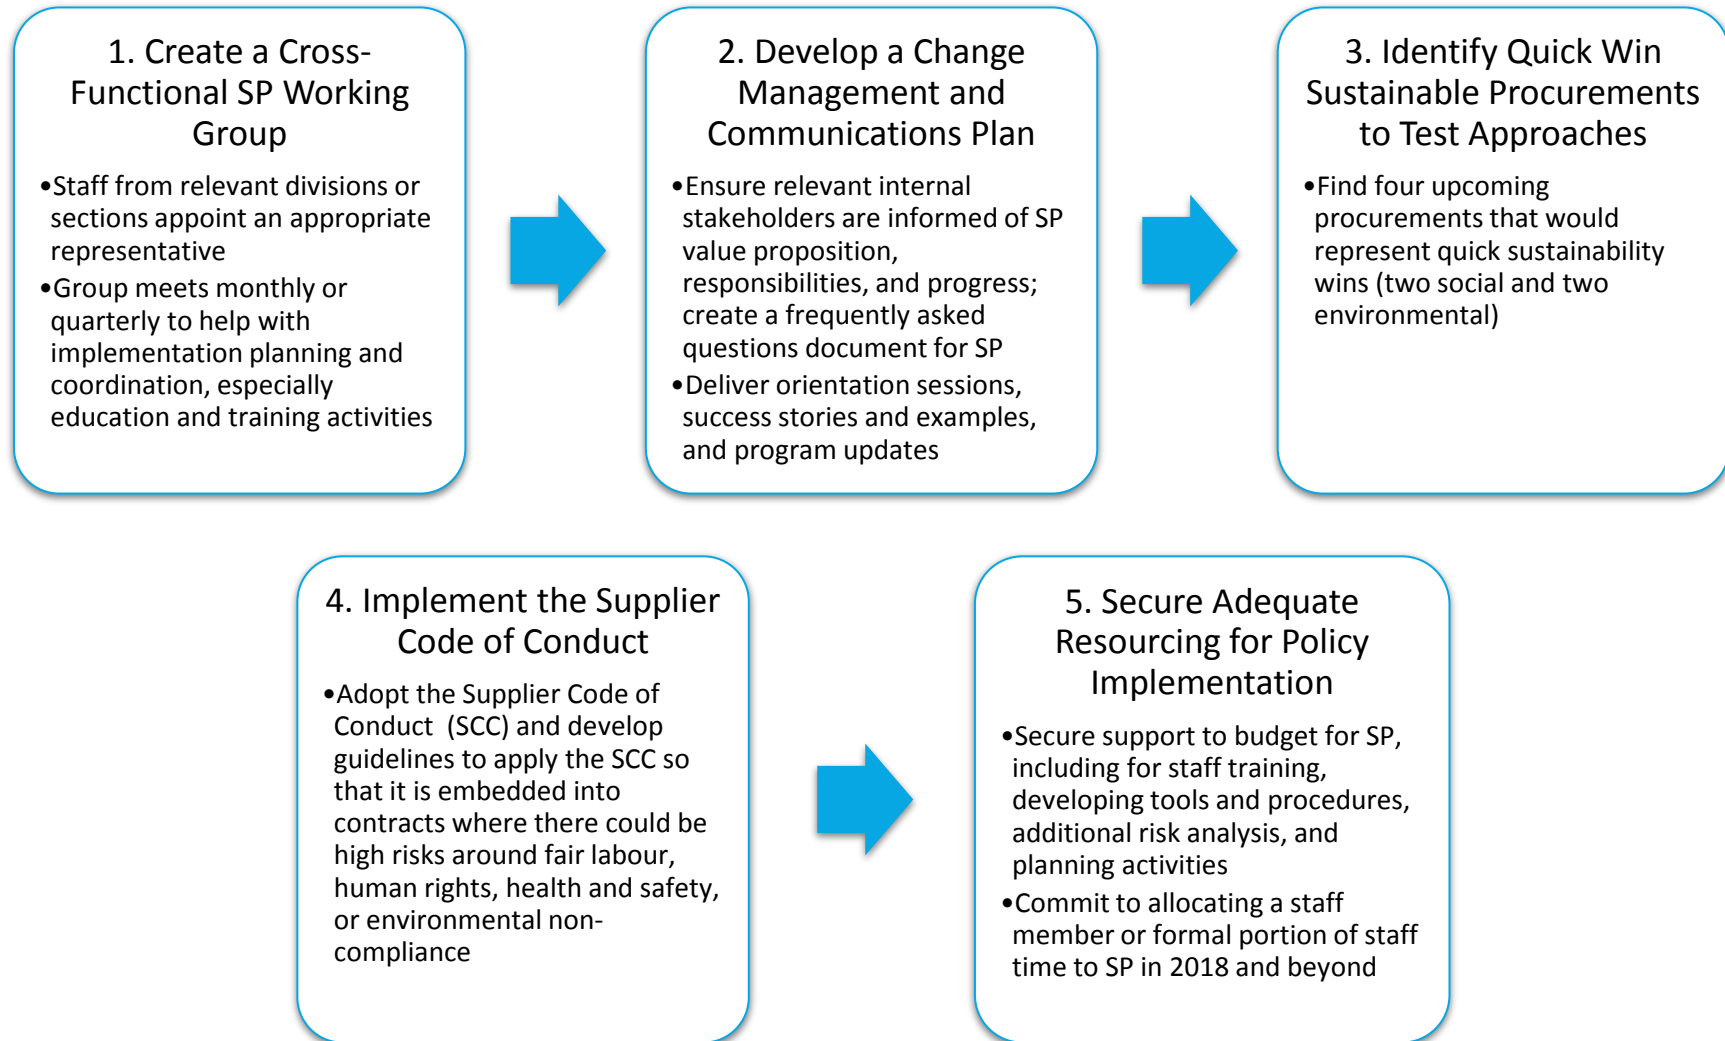 1. Create a Cross-
Functional SP Working
Group
•Staff from relevant divisions or
sections appoint an appropriate
representative
•Group meets monthly or
quarterly to help with
implementation planning and
coordination, especially
education and training activities
2. Develop a Change
Management and
Communications Plan
•Ensure relevant internal
stakeholders are informed of SP
value proposition,
responsibilities, and progress;
create a frequently asked
questions document for SP
•Deliver orientation sessions,
success stories and examples,
and program updates
3. Identify Quick Win
Sustainable Procurements
to Test Approaches
•Find four upcoming
procurements that would
represent quick sustainability
wins (two social and two
environmental)
4. Implement the Supplier
Code of Conduct
•Adopt the Supplier Code of
Conduct (SCC) and develop
guidelines to apply the SCC so
that it is embedded into
contracts where there could be
high risks around fair labour,
human rights, health and safety,
or environmental non-
compliance
5. Secure Adequate
Resourcing for Policy
Implementation
•Secure support to budget for SP,
including for staff training,
developing tools and procedures,
additional risk analysis, and
planning activities
•Commit to allocating a staff
member or formal portion of staff
time to SP in 2018 and beyond